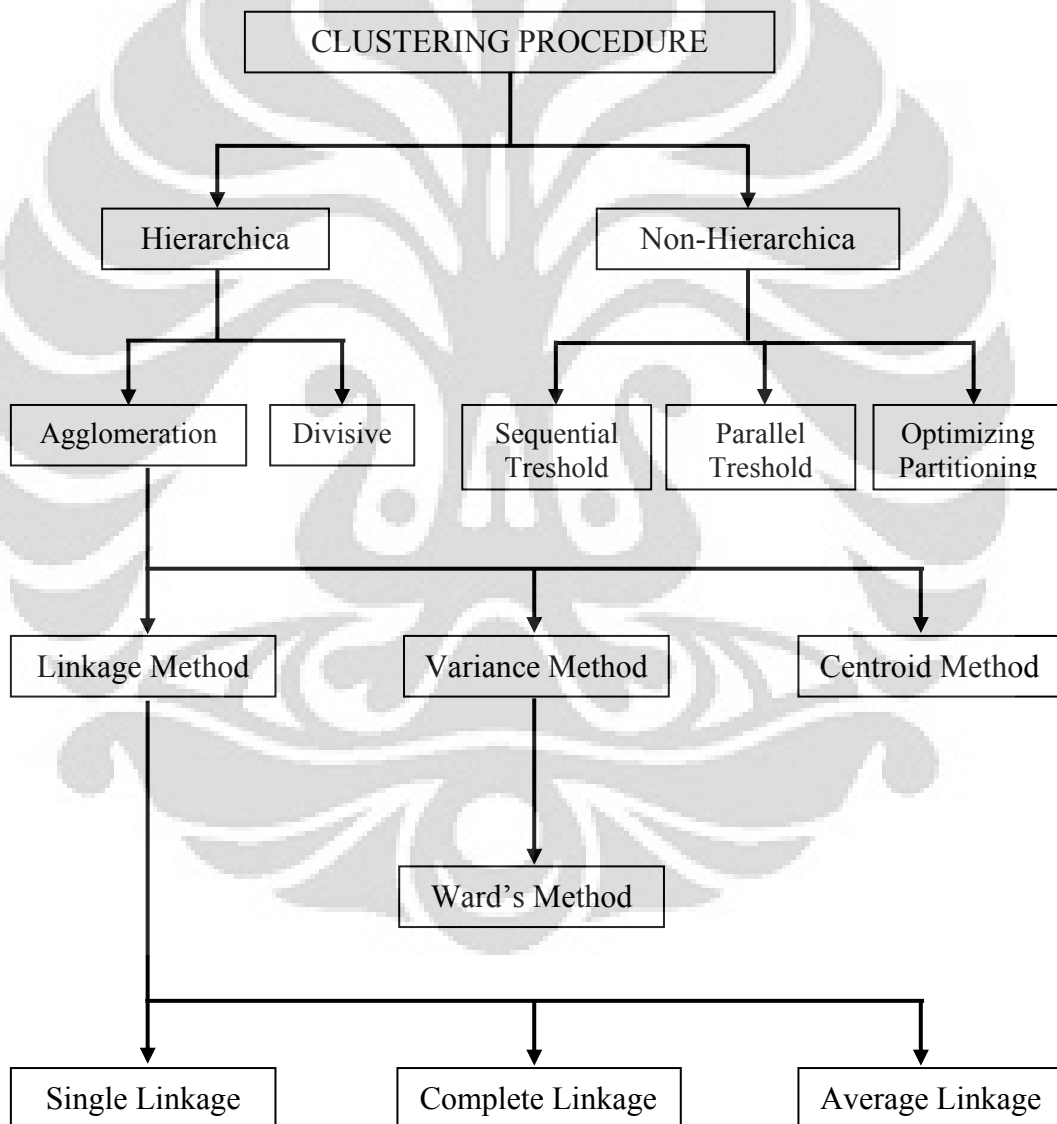 CLUSTERING PROCEDURE
Hierarchica
Non-Hierarchica
Agglomeration
Divisive
Sequential
Treshold
Parallel
Treshold
Optimizing
Partitioning
Linkage Method
Variance Method
Centroid Method
Ward's Method
Single Linkage
Complete Linkage
Average Linkage